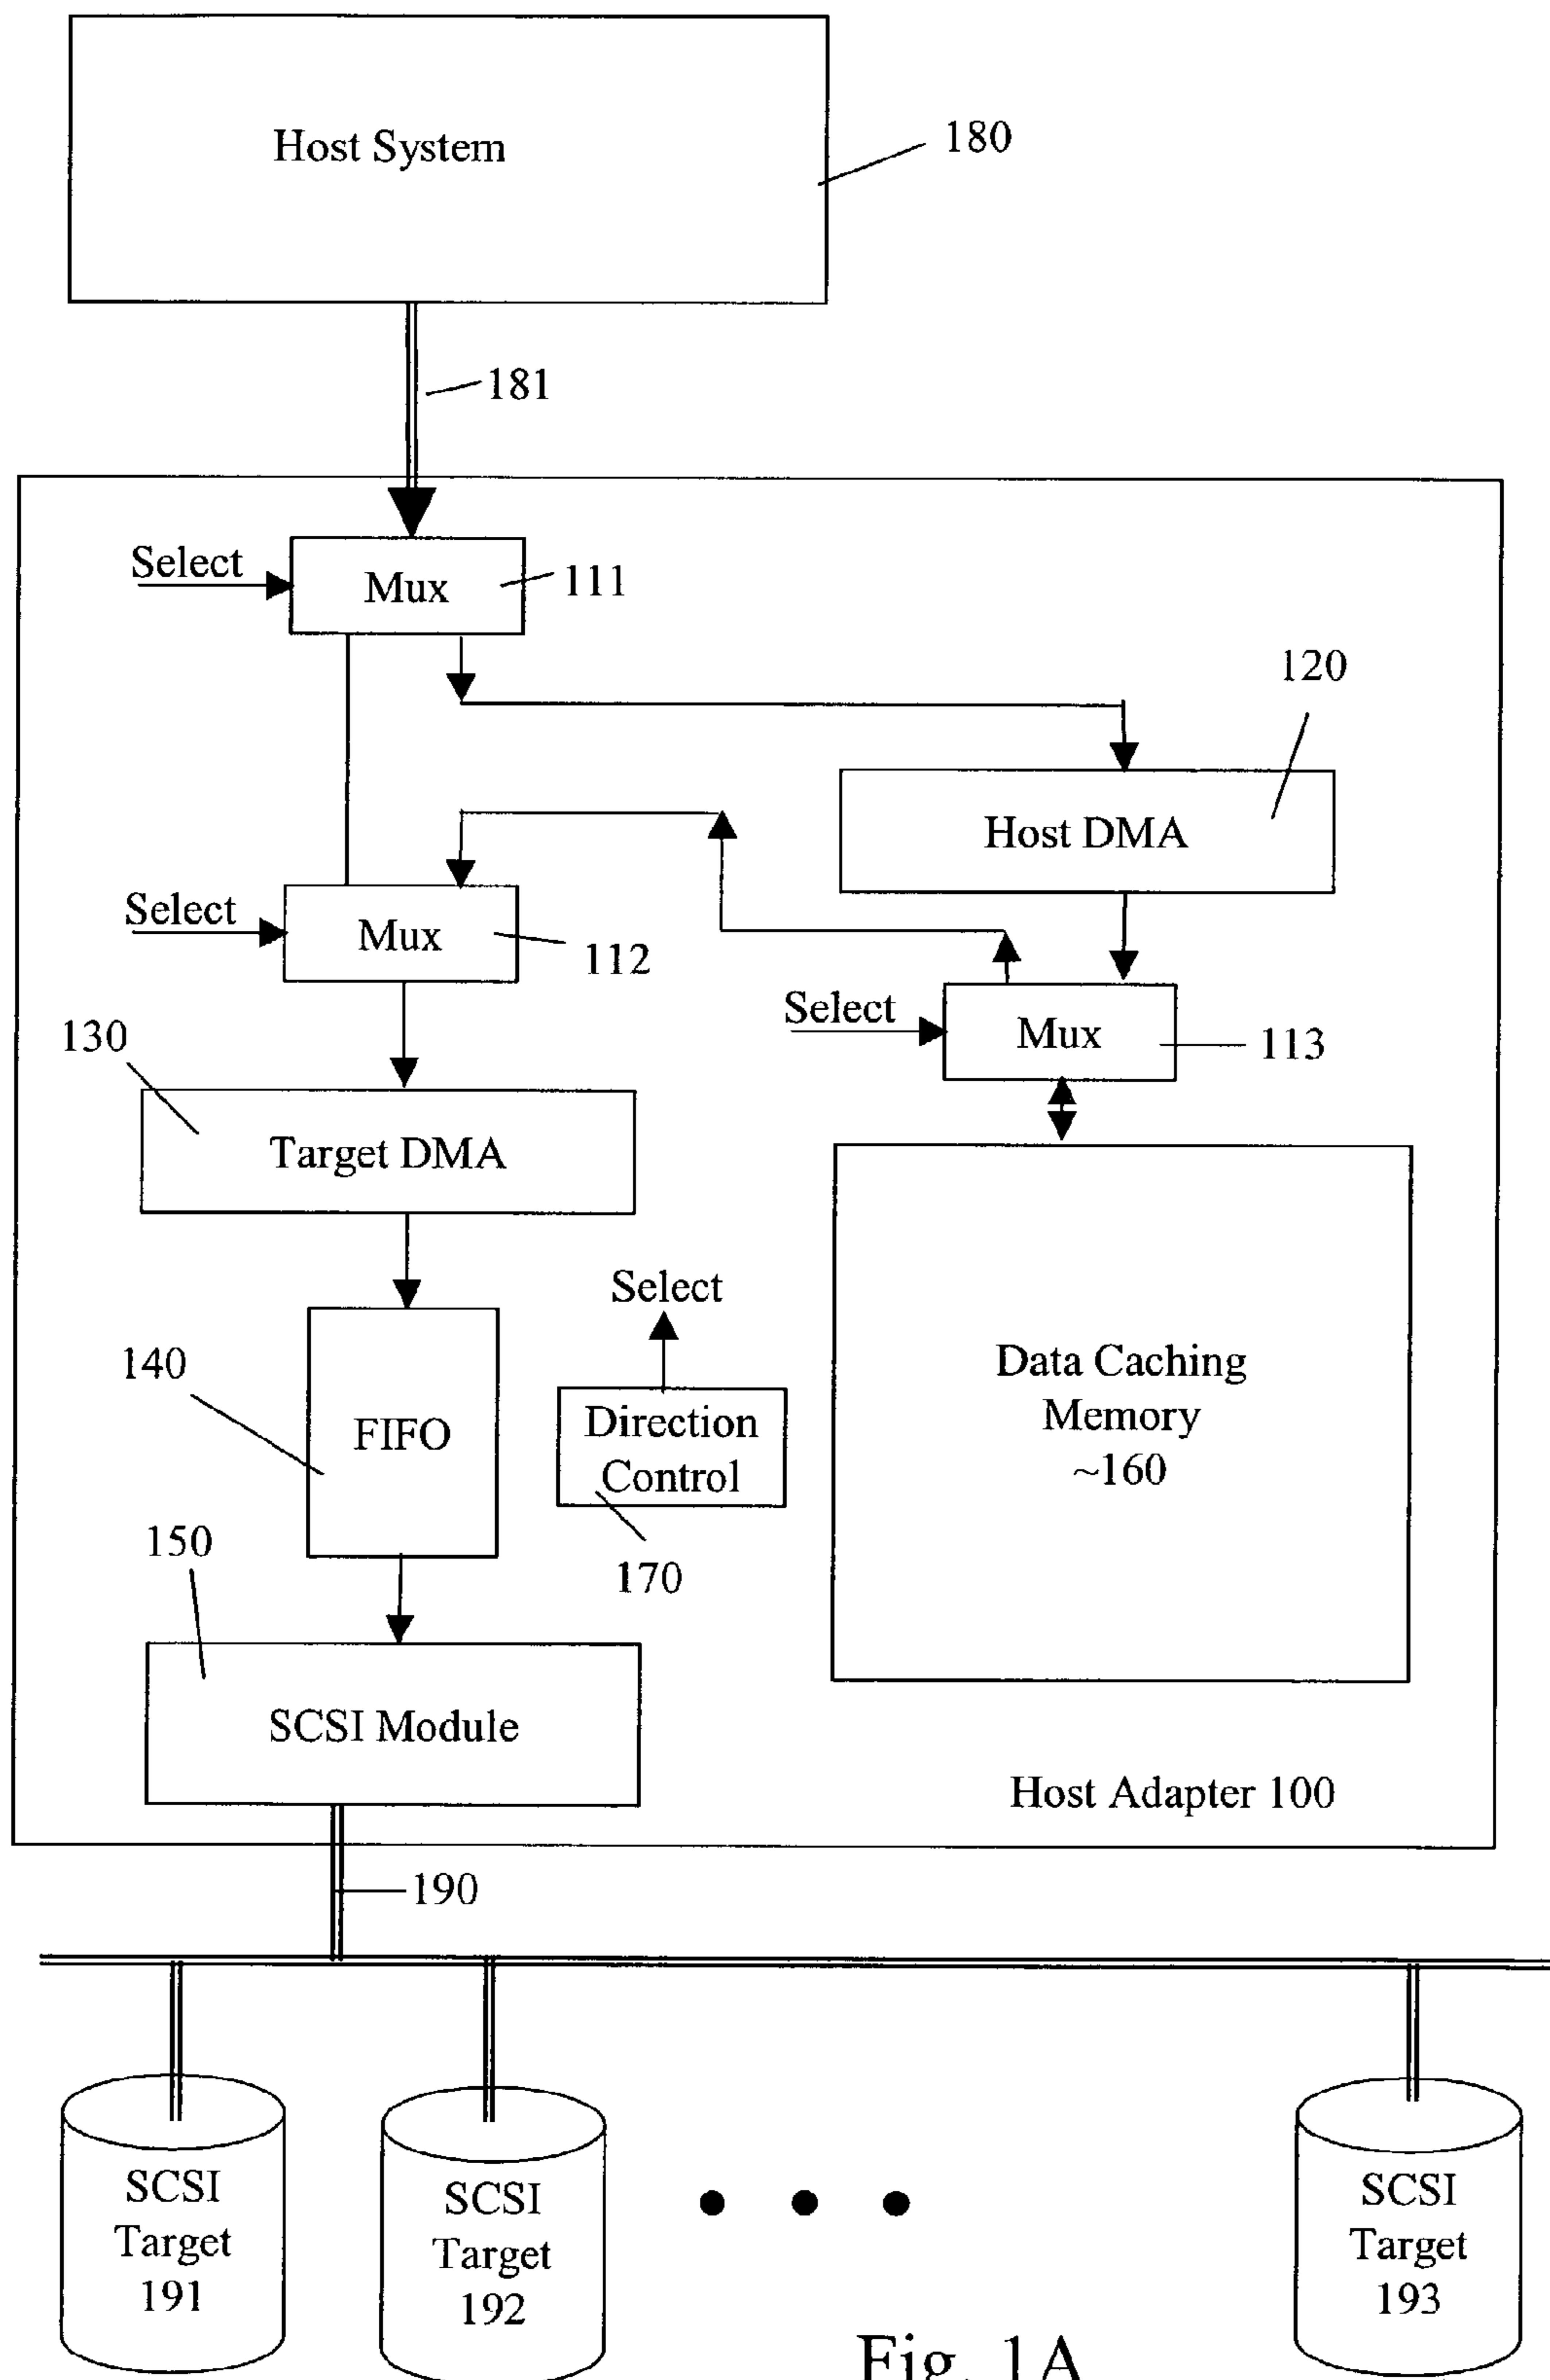 Host System
180
181
Select
Mux
111
120
Host DMA
Select
Mux
112
Select
Mux
113
130
Target DMA
Select
140
FIFO
Direction
Control
170
Data Caching
Memory
~160
150
SCSI Module
Host Adapter 100
190
SCSI
Target
191
SCSI
Target
192
SCSI
Target
193
Fig. 1A